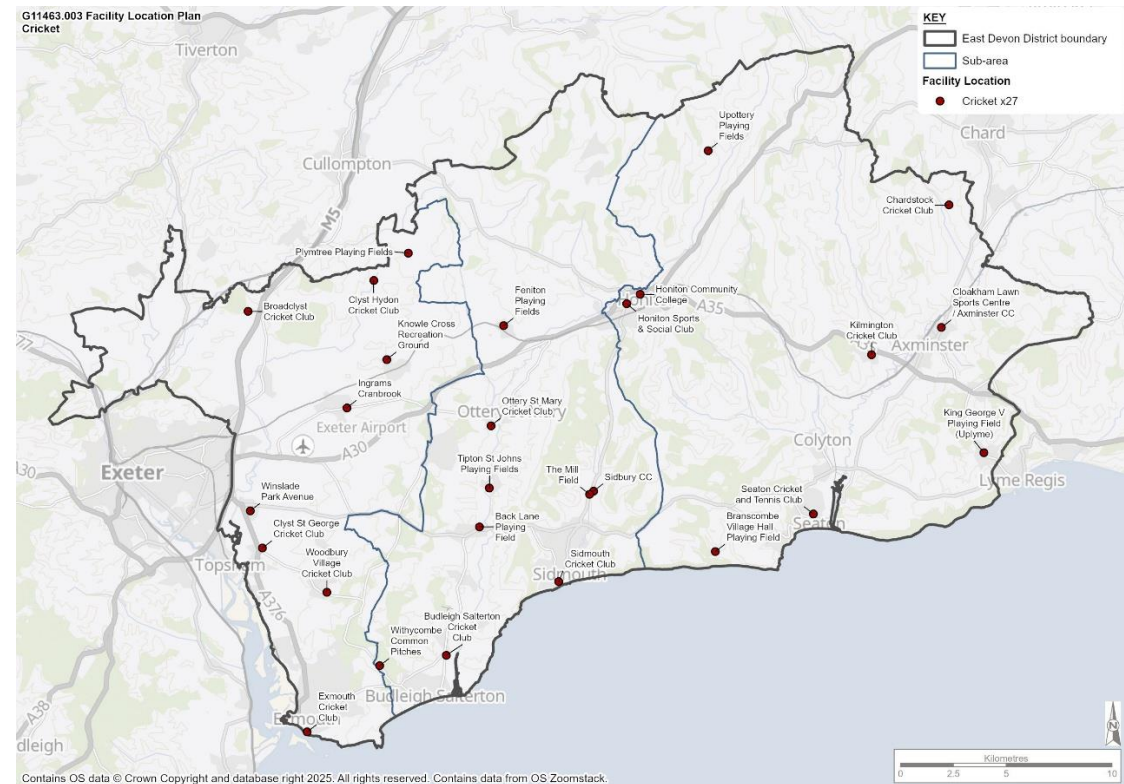 G11463.003 Facility Location Plan
Cricket
KEY
East Devon District boundary
Sub-area
Facility Location
Cricket x27
Tiverton
Cullompton
M5
Chard
Upottery
Playing
Fields
Chardstock
Cricket Club
Plymtree Playing Fields
Clyst Hydon
Cricket Club
Broadclyst
Cricket Club
Knowle Cross
Recreation
Ground
Feniton
Playing
Fields
Honiton Community
College
Honiton Sports
& Social Club
A35
Cloakham Lawn
Sports Centre
/ Axminster CC
Kilmington
Cricket Club
Axminster
Ingrams
Cranbrook
Exeter Airport
A30
Ottery St Mary
Cricket Club
King George V
Playing Field
(Uplyme)
Colyton
Lyme Regis
A30
Exeter
Tipton St Johns
Playing Fields
The Mill
Field
Sidbury CC
Winslade
Park Avenue
Seaton Cricket
and Tennis Club
Seaton
Clyst St George
Cricket Club
Back Lane
Playing
Field
Branscombe
Village Hall
Playing Field
Topsham
Woodbury
Village
Cricket Club
Sidmouth
Cricket Club
Sidmouth
A376
Budleigh Salterton
Cricket
Club
Withycombe
Common
Pitches
Budleigh Salterton
Exmouth
Cricket
Club
A38
dleigh
N
Kilometres
0 2.5 5 10
Contains OS data © Crown Copyright and database right 2025. All rights reserved. Contains data from OS Zoomstack.